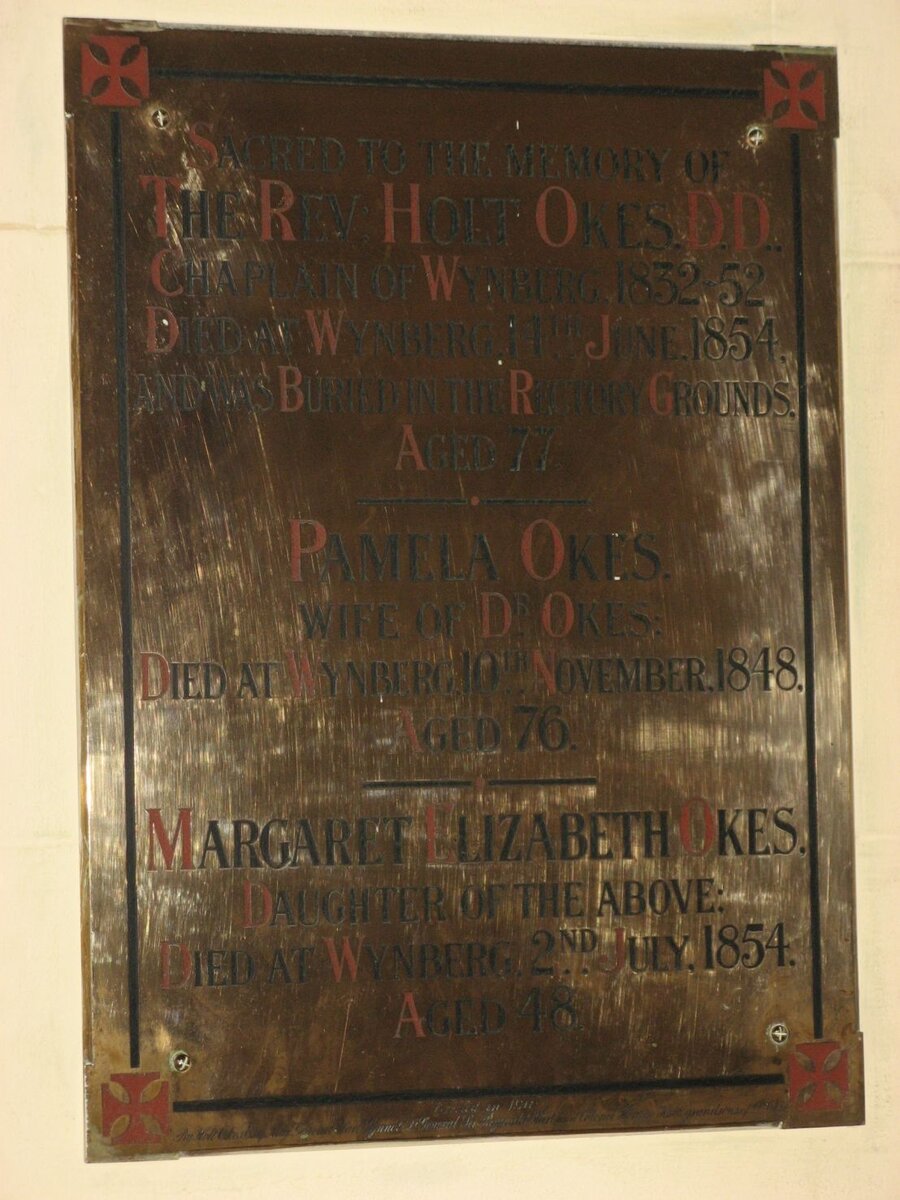 SACRED TO THE MEMORY OF
THE REV: HOLT OKES. D.D.,
CHAPLAIN OF WYNBERG. 1832-52
DIED AT WYNBERG. 14TH JUNE. 1854,
AND WAS BURIED IN THE RECTORY GROUNDS.
AGED 77.
PAMELA OKES.
WIFE OF DR OKES:
DIED AT WYNBERG, 10TH NOVEMBER. 1848,
AGED 76.
MARGARET ELIZABETH OKES.
DAUGHTER OF THE ABOVE:
DIED AT WYNBERG. 2ND JULY. 1854.
AGED 48.